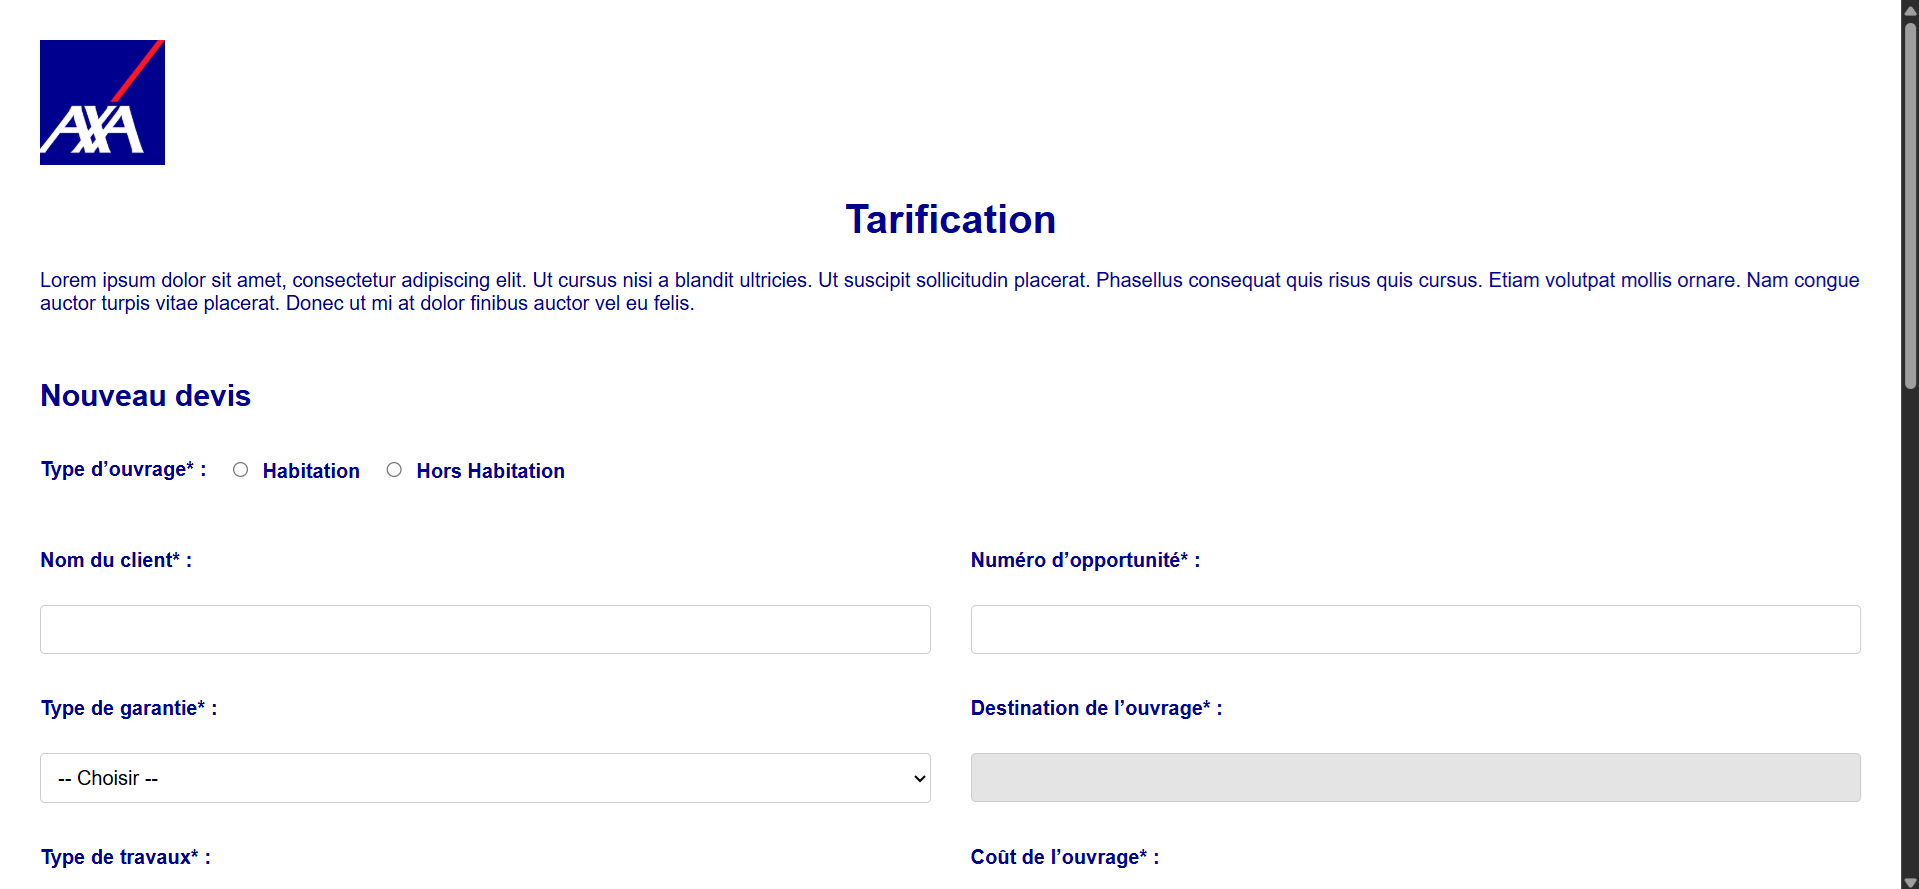 AXA
Tarification
Lorem ipsum dolor sit amet, consectetur adipiscing elit. Ut cursus nisi a blandit ultricies. Ut suscipit sollicitudin placerat. Phasellus consequat quis risus quis cursus. Etiam volutpat mollis ornare. Nam congue
auctor turpis vitae placerat. Donec ut mi at dolor finibus auctor vel eu felis.
Nouveau devis
Type d’ouvrage* : Habitation Hors Habitation
Nom du client* : Numéro d’opportunité* :
Type de garantie* : Destination de l’ouvrage* :
-- Choisir --
Type de travaux* : Coût de l’ouvrage* :